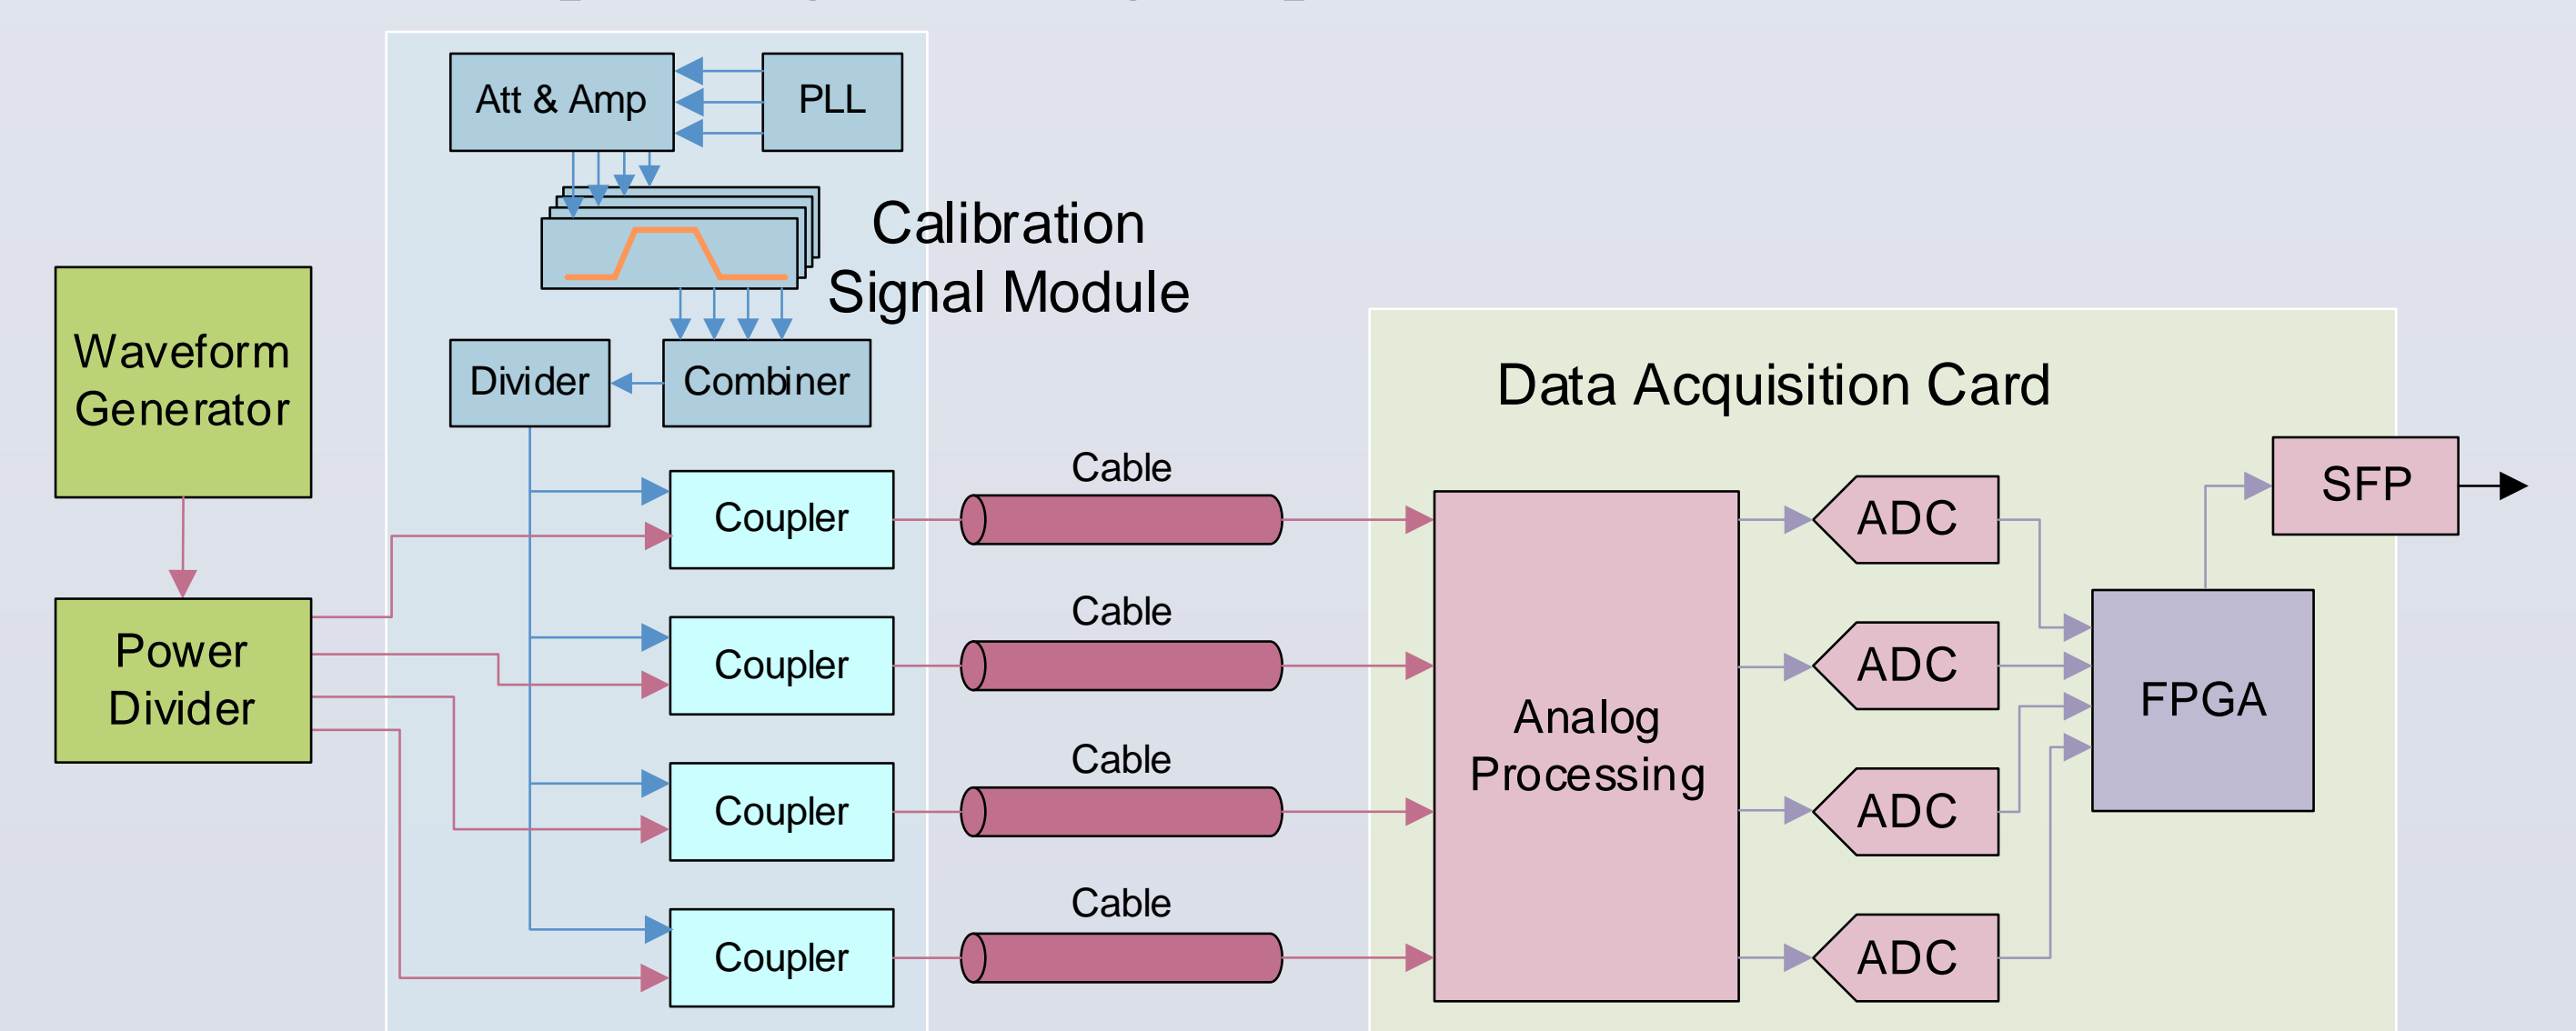 Att & Amp
PLL
Calibration
Signal Module
Waveform
Generator
Divider
Combiner
Data Acquisition Card
Cable
SFP
Coupler
ADC
Cable
Power
Divider
Coupler
ADC
FPGA
Analog
Processing
Cable
Coupler
ADC
Cable
Coupler
ADC